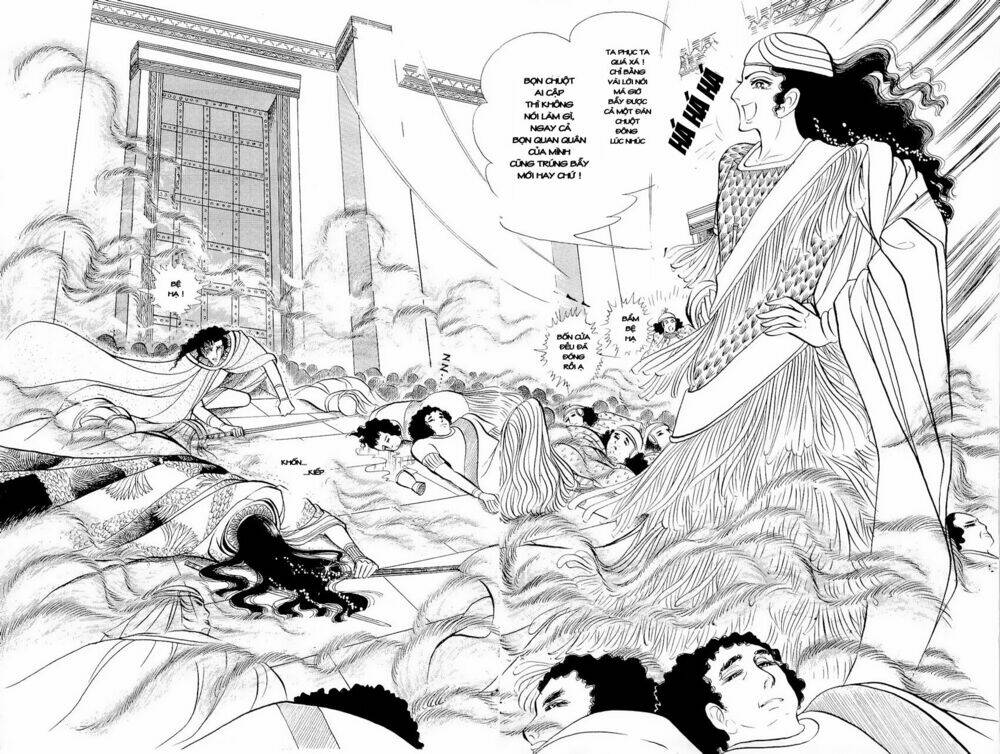 TA PHỤC TA
QUÁ XÁ !
CHỈ BẰNG
VÀI LỜI NÓI
MÀ GIỜ
BẪY ĐƯỢC
CẢ MỘT ĐÀN
CHUỘT
ĐÔNG
LÚC NHÚC
BỌN CHUỘT
AI CẬP
THÌ KHÔNG
NÓI LÀM GÌ,
NGAY CẢ
BỌN QUAN QUÂN
CỦA MÌNH
CŨNG TRÚNG BẪY
MỚI HAY CHỨ !
HÁ HÁ HÁ
BẨM
BỆ
HẠ
BỐN CỬA
ĐỀU ĐÃ
ĐÓNG
RỒI Ạ
BỆ
HẠ !
KHỐN...
...KIẾP